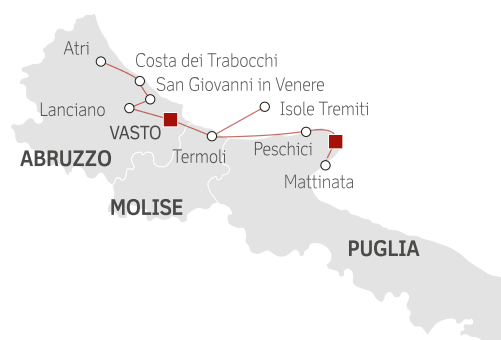 Atri
Costa dei Trabocchi
San Giovanni in Venere
Lanciano
Isole Tremiti
VASTO
Termoli
Peschici
ABRUZZO
Mattinata
MOLISE
PUGLIA